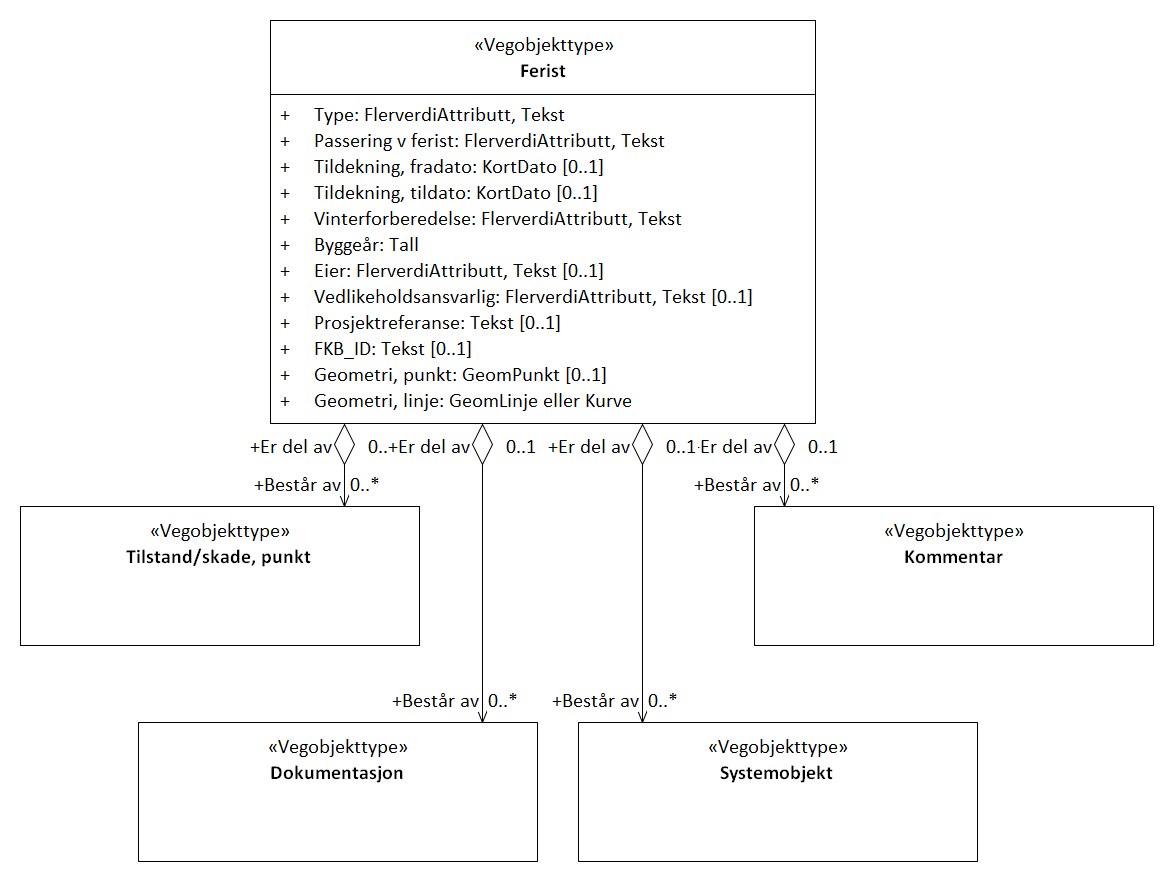 «Vegobjekttype»
Ferist
+ Type: FlerverdiAttributt, Tekst
+ Passering v ferist: FlerverdiAttributt, Tekst
+ Tildekning, fradato: KortDato [0..1]
+ Tildekning, tildato: KortDato [0..1]
+ Vinterforberedelse: FlerverdiAttributt, Tekst
+ Byggeår: Tall
+ Eier: FlerverdiAttributt, Tekst [0..1]
+ Vedlikeholdsansvarlig: FlerverdiAttributt, Tekst [0..1]
+ Prosjektreferanse: Tekst [0..1]
+ FKB_ID: Tekst [0..1]
+ Geometri, punkt: GeomPunkt [0..1]
+ Geometri, linje: GeomLinje eller Kurve
+Er del av 0..+Er del av 0..1 +Er del av 0..1 Er del av 0..1
+Består av 0..* +Består av 0..*
«Vegobjekttype» «Vegobjekttype»
Tilstand/skade, punkt Kommentar
+Består av 0..* +Består av 0..*
«Vegobjekttype» «Vegobjekttype»
Dokumentasjon Systemobjekt